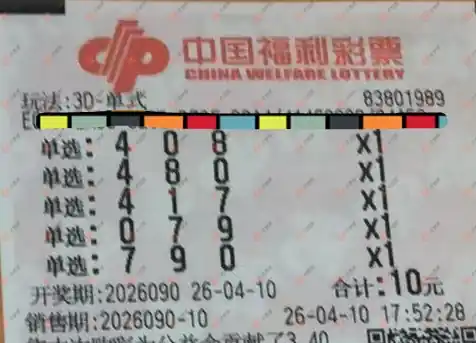 中国福利彩票
CHINA WELFARE LOTTERY
玩法:3D-单式 83801989
单选: 4 0 8 x1
单选: 4 8 0 x1
单选: 4 1 7 x1
单选: 0 7 9 x1
单选: 7 9 0 x1
开奖期:2026090 26-04-10 合计:10元
销售期:2026090-10 26-04-10 17:52:28